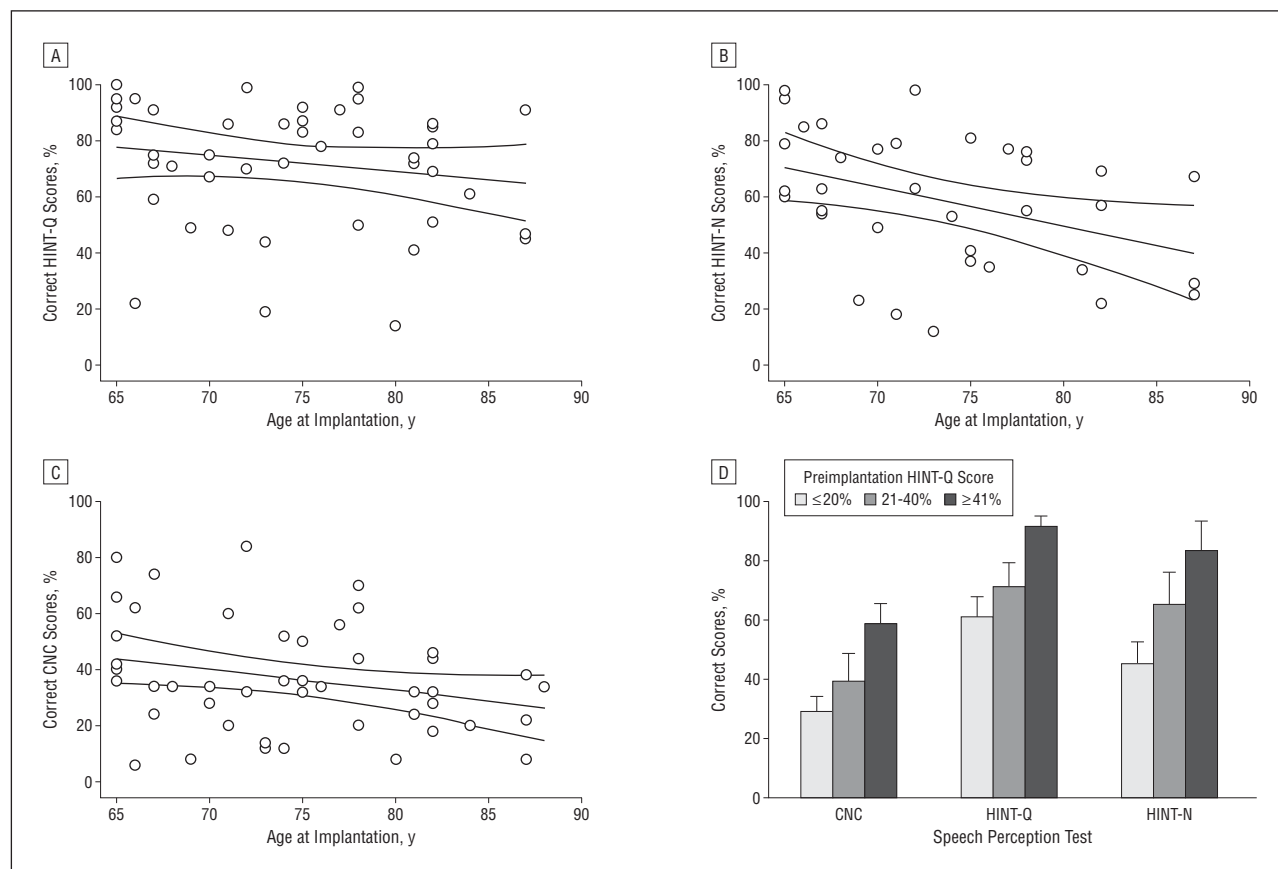 A
100
80
60
40
20
0
Correct HINT-Q Scores, %
65 70 75 80 85 90
Age at Implantation, y
B
100
80
60
40
20
0
Correct HINT-N Scores, %
65 70 75 80 85 90
Age at Implantation, y
C
100
80
60
40
20
0
Correct CNC Scores, %
65 70 75 80 85 90
Age at Implantation, y
D
Preimplantation HINT-Q Score
≤20% 21-40% ≥41%
100
80
60
40
20
0
Correct Scores, %
CNC HINT-Q HINT-N
Speech Perception Test